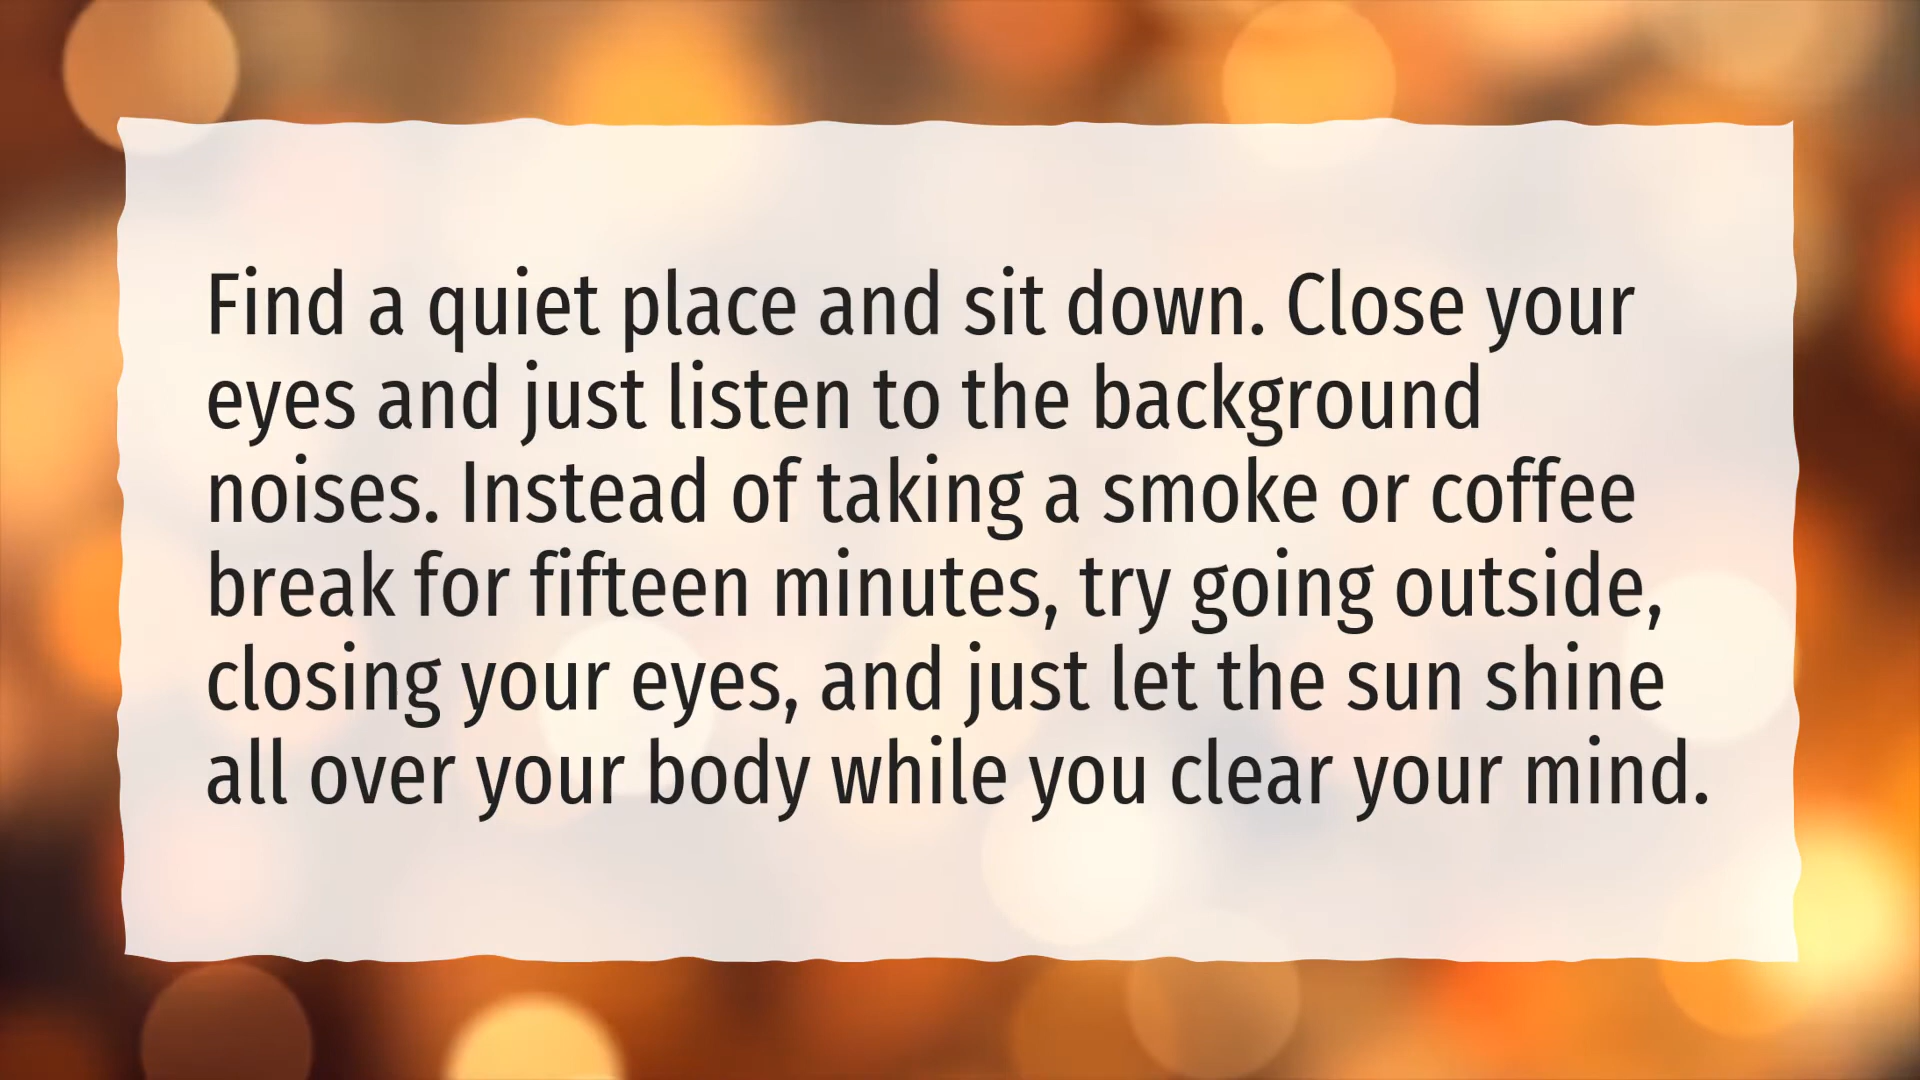 Find a quiet place and sit down. Close your
eyes and just listen to the background
noises. Instead of taking a smoke or coffee
break for fifteen minutes, try going outside,
closing your eyes, and just let the sun shine
all over your body while you clear your mind.